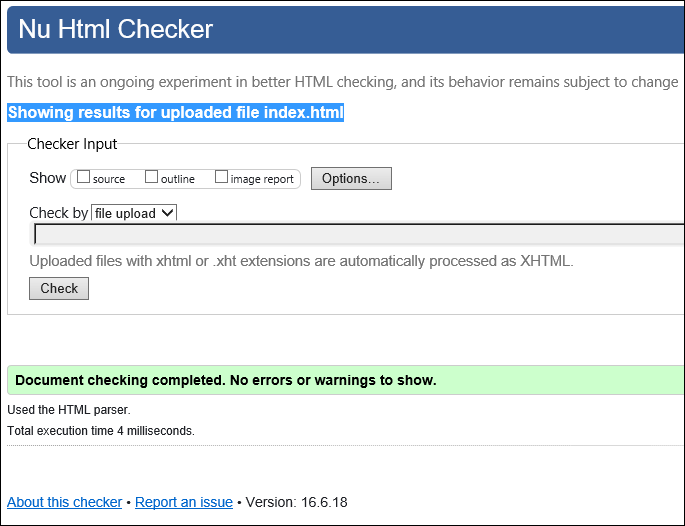 Nu Html Checker
This tool is an ongoing experiment in better HTML checking, and its behavior remains subject to change
Showing results for uploaded file index.html
Checker Input
Show source outline image report Options...
Check by file upload
Uploaded files with xhtml or .xht extensions are automatically processed as XHTML.
Check
Document checking completed. No errors or warnings to show.
Used the HTML parser.
Total execution time 4 milliseconds.
About this checker • Report an issue • Version: 16.6.18